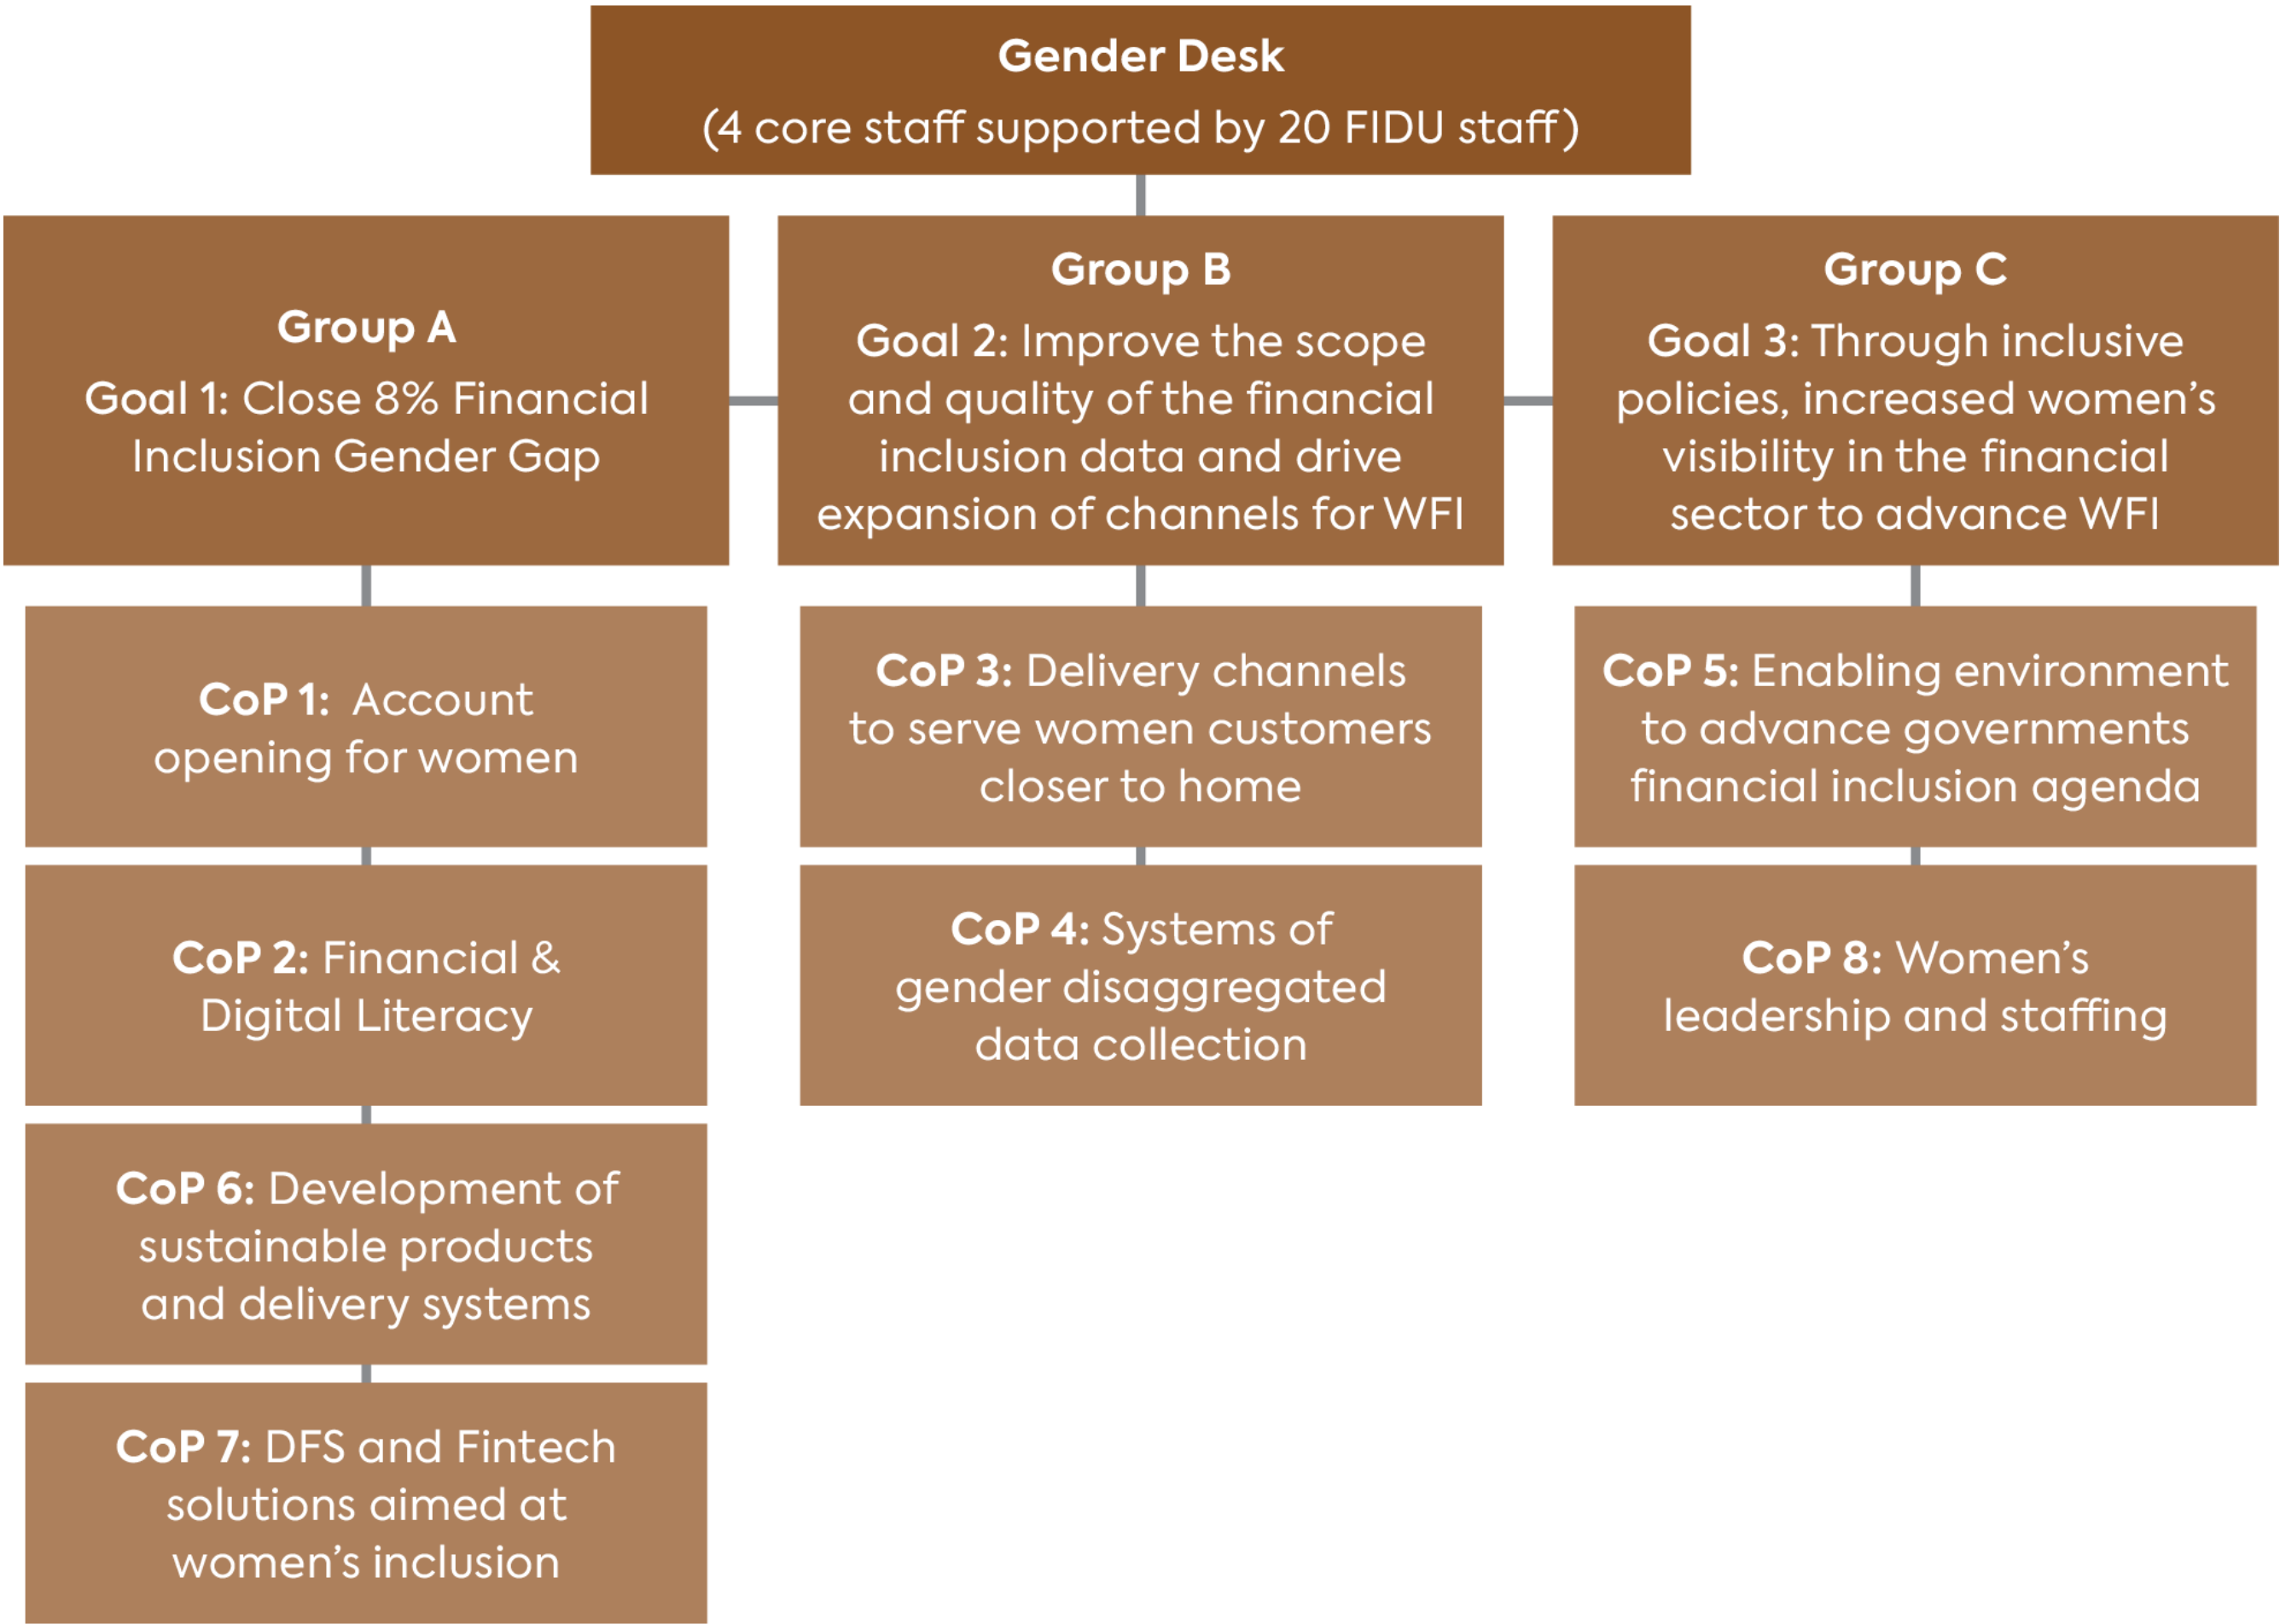 Gender Desk
(4 core staff supported by 20 FIDU staff)
Group A
Goal 1: Close 8% Financial
Inclusion Gender Gap
Group B
Goal 2: Improve the scope
and quality of the financial
inclusion data and drive
expansion of channels for WFI
Group C
Goal 3: Through inclusive
policies, increased women’s
visibility in the financial
sector to advance WFI
CoP 1: Account
opening for women
CoP 2: Financial &
Digital Literacy
CoP 6: Development of
sustainable products
and delivery systems
CoP 7: DFS and Fintech
solutions aimed at
women’s inclusion
CoP 3: Delivery channels
to serve women customers
closer to home
CoP 4: Systems of
gender disaggregated
data collection
CoP 5: Enabling environment
to advance governments
financial inclusion agenda
CoP 8: Women’s
leadership and staffing